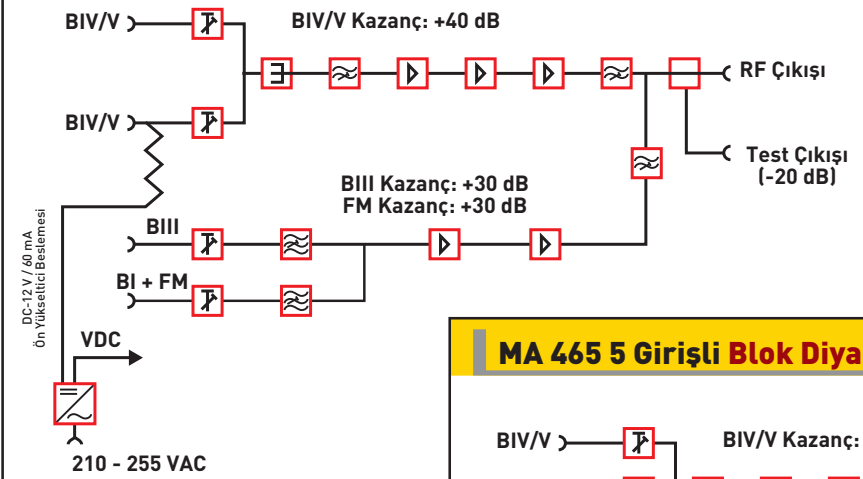 BIV/V
BIV/V Kazanç: +40 dB
RF Çıkışı
BIV/V
Test Çıkışı
(-20 dB)
BIII Kazanç: +30 dB
FM Kazanç: +30 dB
DC-12 V / 60 mA
Ön Yükseltici Beslemesi
BIII
BI + FM
VDC
210 - 255 VAC
MA 465 5 Girişli Blok Diya
BIV/V
BIV/V Kazanç: